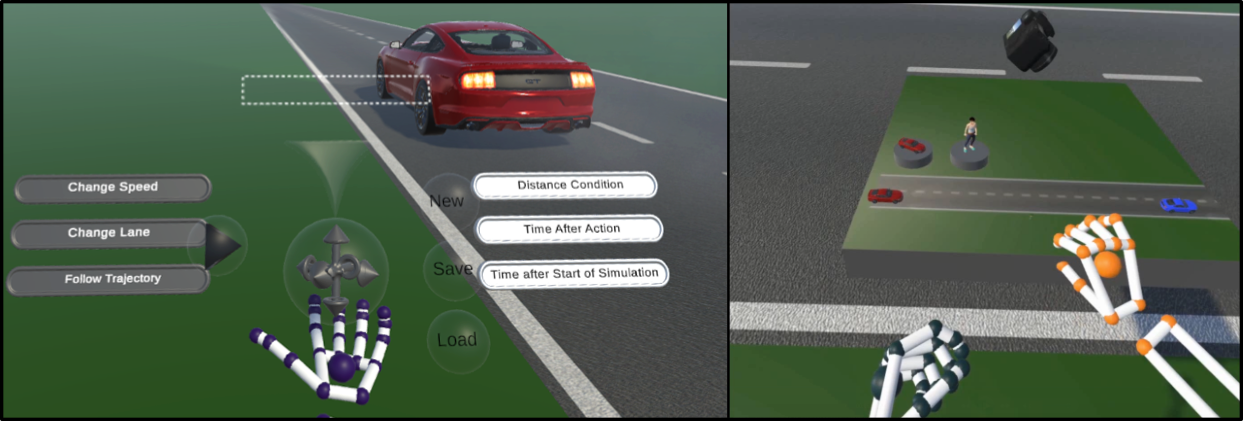 Change Speed
Change Lane
Follow Trajectory
New
Save
Load
Distance Condition
Time After Action
Time after Start of Simulation